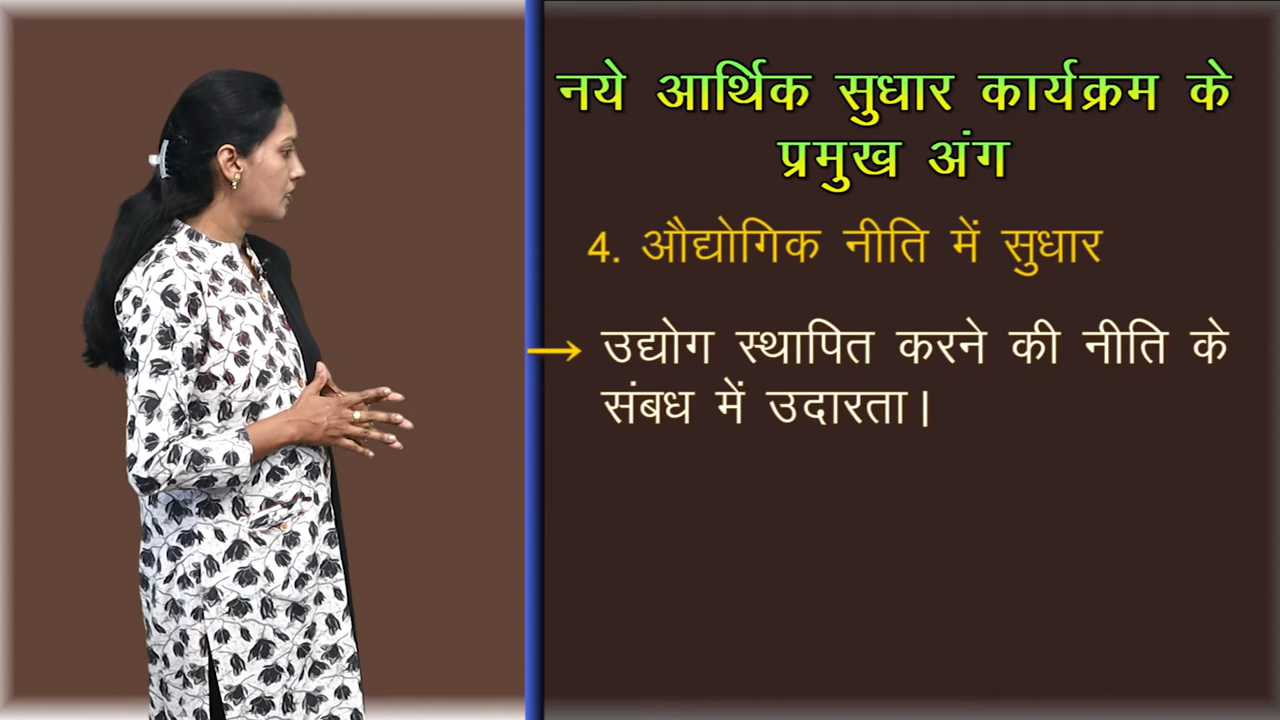 नये आर्थिक सुधार कार्यक्रम के
प्रमुख अंग
4. औद्योगिक नीति में सुधार
→ उद्योग स्थापित करने की नीति के
संबध में उदारता।